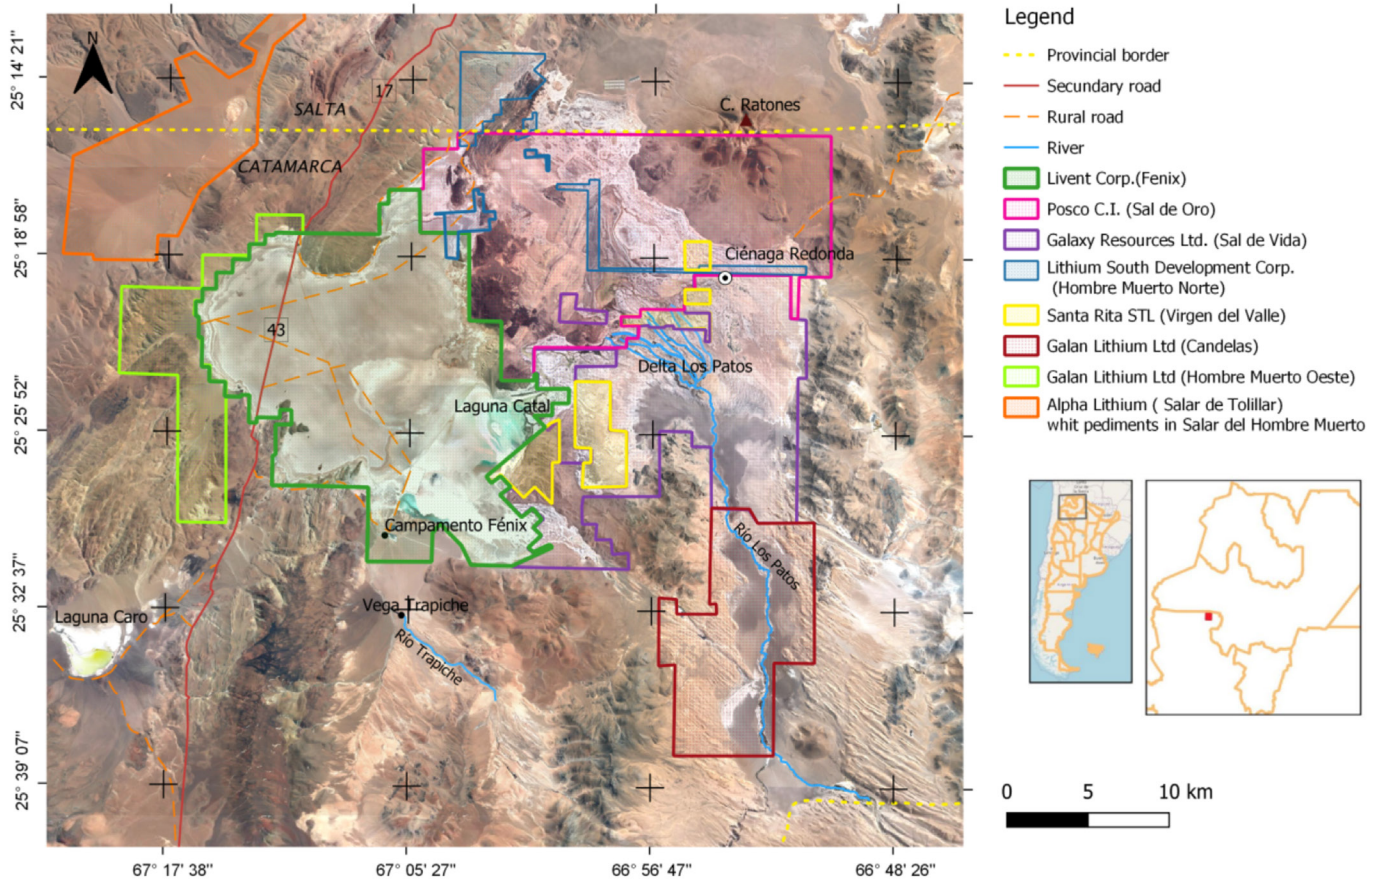 N
SALTA
17
C. Ratones
CATAMARCA
Ciénaga Redonda
43
Delta Los Patos
Laguna Catal
Campamento Fénix
Río Los Patos
Laguna Caro
Vega Trapiche
Río Trapiche
25° 14' 21"
25° 18' 58"
25° 25' 52"
25° 32' 37"
25° 39' 07"
67° 17' 38"
67° 05' 27"
66° 56' 47"
66° 48' 26"
Legend
Provincial border
Secundary road
Rural road
River
Livent Corp.(Fenix)
Posco C.I. (Sal de Oro)
Galaxy Resources Ltd. (Sal de Vida)
Lithium South Development Corp.
(Hombre Muerto Norte)
Santa Rita STL (Virgen del Valle)
Galan Lithium Ltd (Candelas)
Galan Lithium Ltd (Hombre Muerto Oeste)
Alpha Lithium ( Salar de Tolillar)
whit pediments in Salar del Hombre Muerto
0 5 10 km